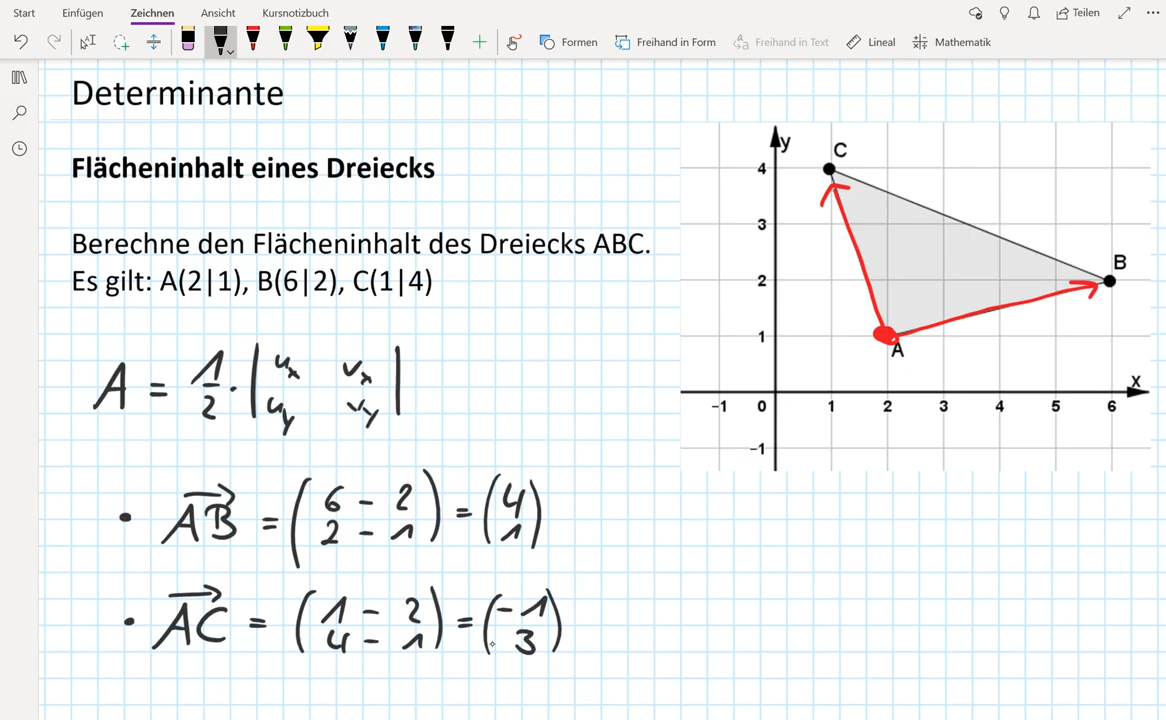 Start Einfügen Zeichnen Ansicht Kursnotizbuch Teilen
Formen Freihand in Form Freihand in Text Lineal Mathematik
Determinante
Flächeninhalt eines Dreiecks
Berechne den Flächeninhalt des Dreiecks ABC.
Es gilt: A(2|1), B(6|2), C(1|4)
A = 1/2 · | u_x v_x |
| u_y v_y |
• AB = ( 6 - 2 ) = ( 4 )
( 2 - 1 ) ( 1 )
• AC = ( 1 - 2 ) = ( -1 )
( 4 - 1 ) ( 3 )
y
C
4
3
B
2
1
A
x
-1 0 1 2 3 4 5 6
-1